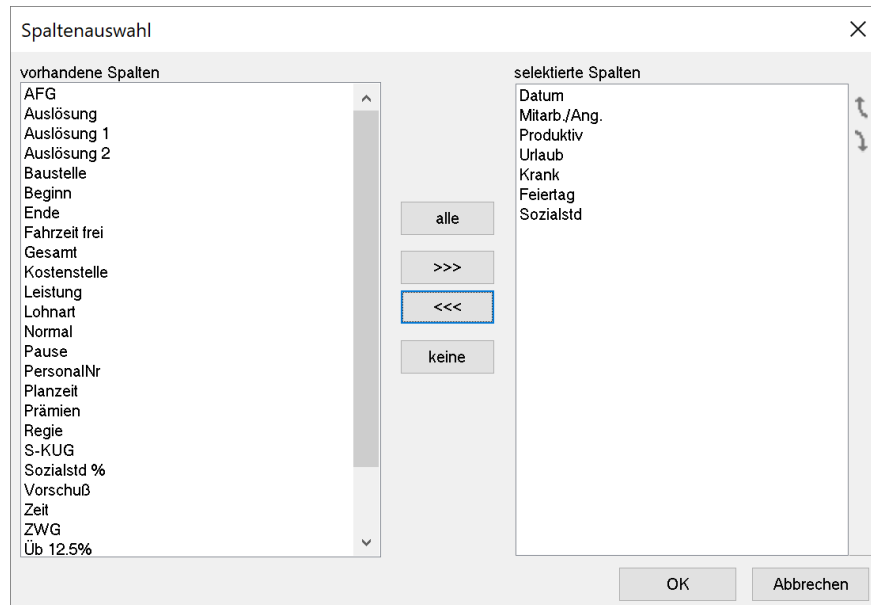 Spaltenauswahl
vorhandene Spalten
AFG
Auslösung
Auslösung 1
Auslösung 2
Baustelle
Beginn
Ende
Fahrzeit frei
Gesamt
Kostenstelle
Leistung
Lohnart
Normal
Pause
PersonalNr
Planzeit
Prämien
Regie
S-KUG
Sozialstd %
Vorschuß
Zeit
ZWG
Üb 12.5%
alle
>>>
<<<
keine
selektierte Spalten
Datum
Mitarb./Ang.
Produktiv
Urlaub
Krank
Feiertag
Sozialstd
OK
Abbrechen